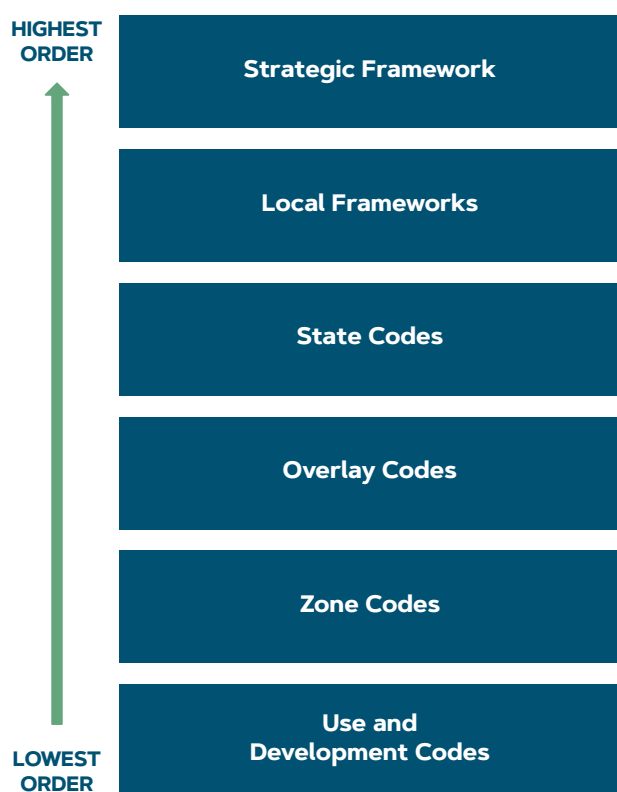 HIGHEST
ORDER
Strategic Framework
Local Frameworks
State Codes
Overlay Codes
Zone Codes
Use and
Development Codes
LOWEST
ORDER